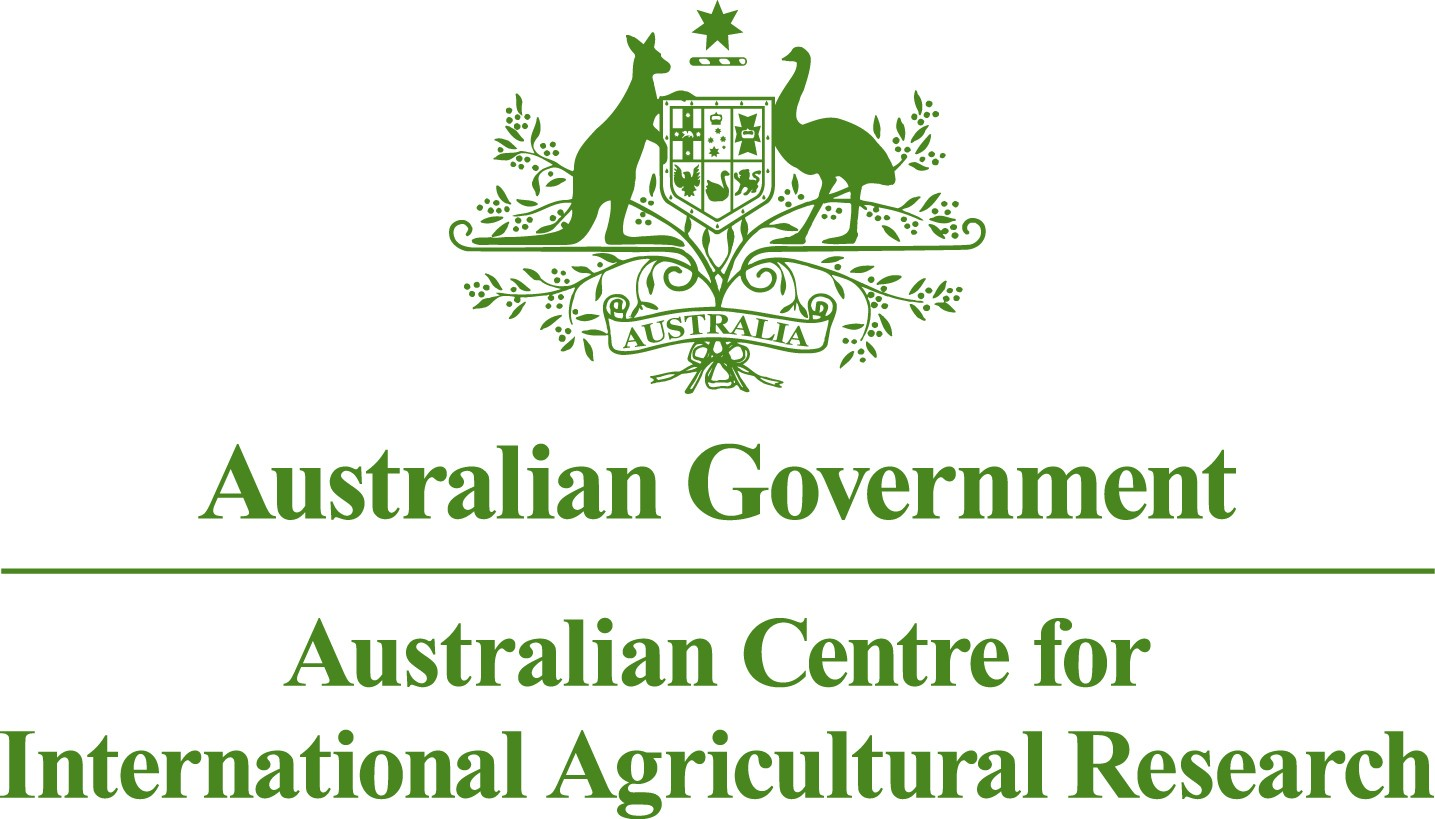 AUSTRALIA
Australian Government
Australian Centre for
International Agricultural Research